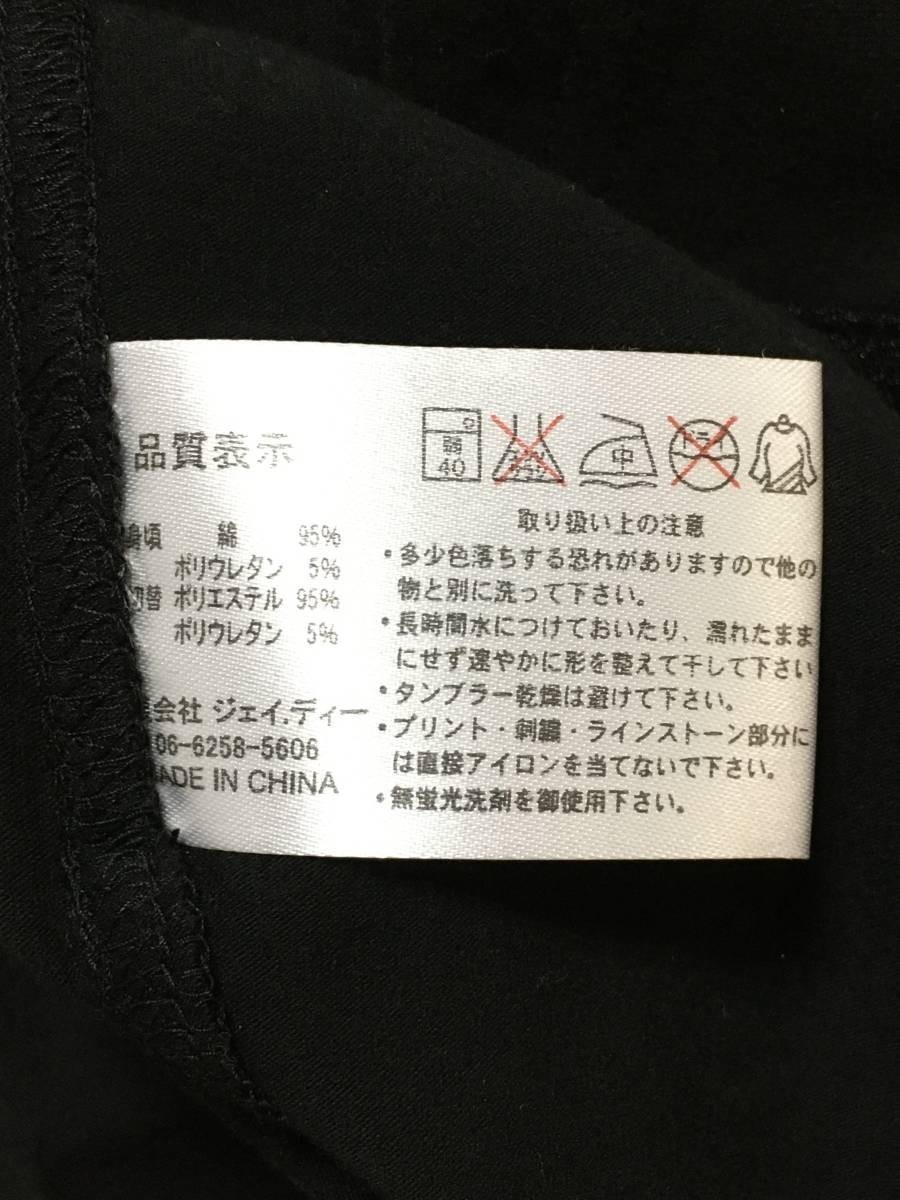 品質表示
身頃 綿 95%
ポリウレタン 5%
切替 ポリエステル 95%
ポリウレタン 5%
会社 ジェイ.ディー
06-6258-5606
MADE IN CHINA
弱
40
中
ドライ
取り扱い上の注意
・多少色落ちする恐れがありますので他の
物と別に洗って下さい。
・長時間水につけておいたり、濡れたまま
にせず速やかに形を整えて干して下さい
・タンブラー乾燥は避けて下さい。
・プリント・刺繍・ラインストーン部分に
は直接アイロンを当てないで下さい。
・無蛍光洗剤を御使用下さい。